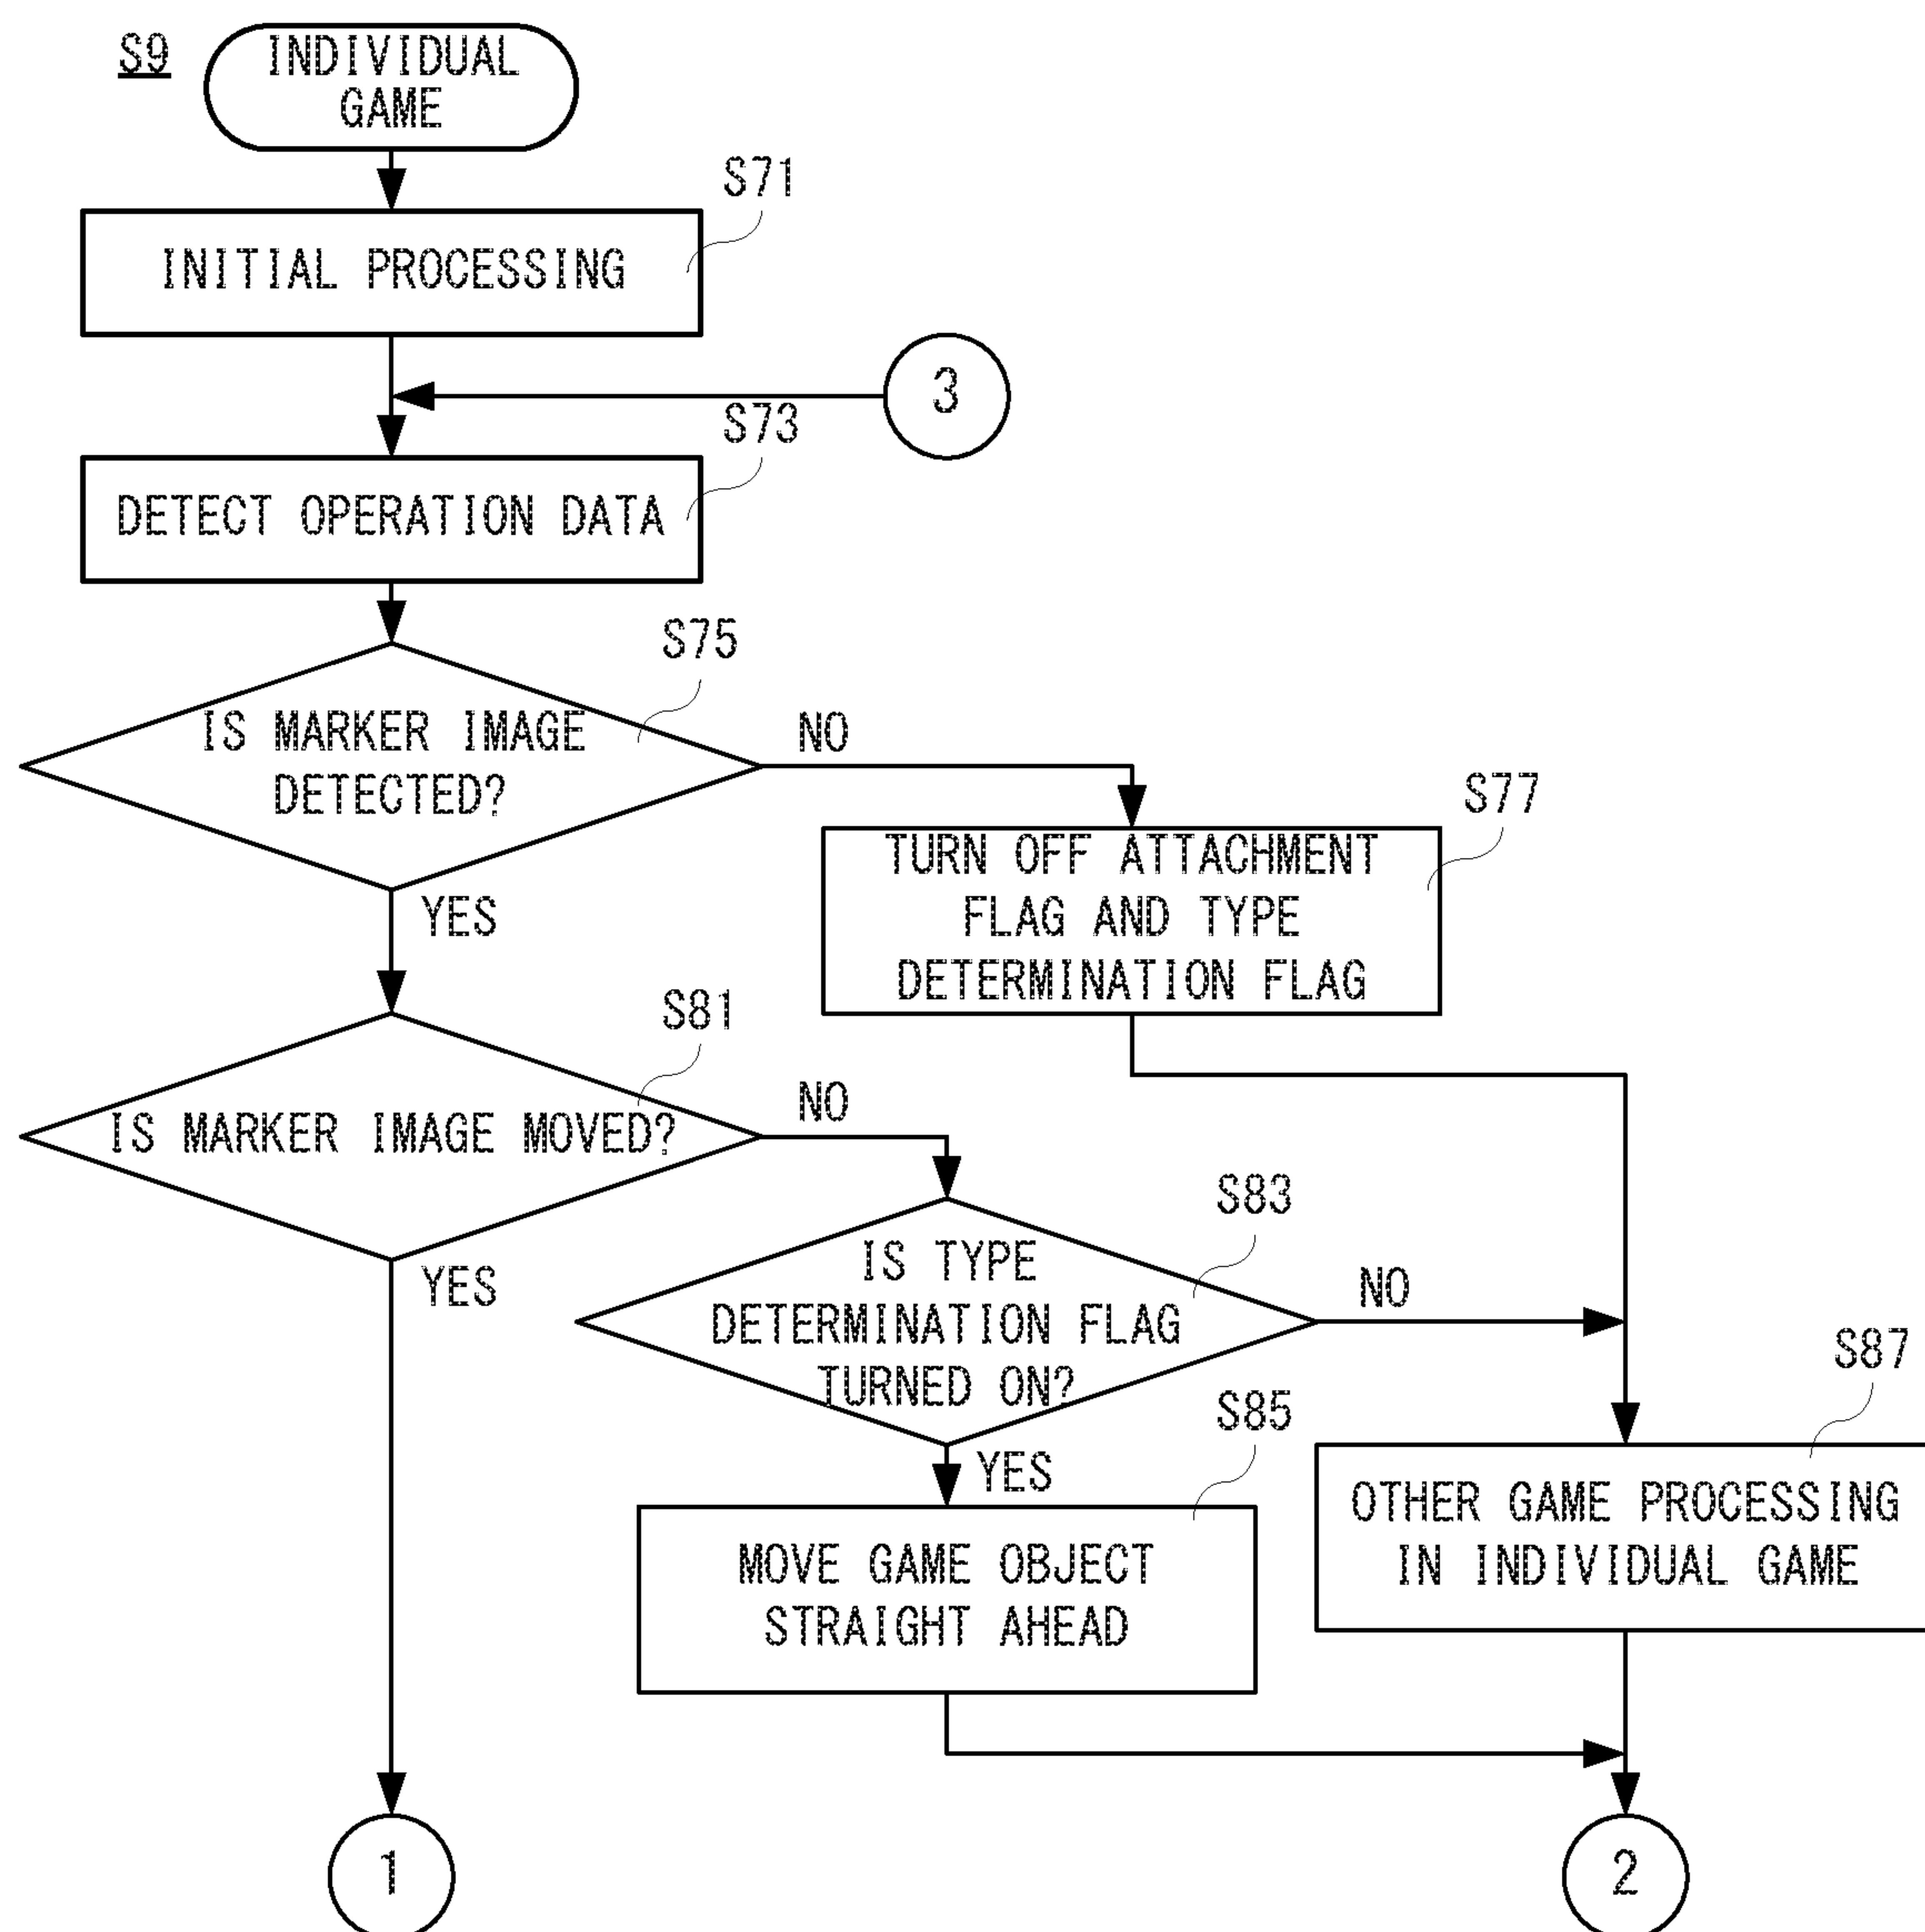 S9
INDIVIDUAL
GAME
S71
INITIAL PROCESSING
3
S73
DETECT OPERATION DATA
S75
IS MARKER IMAGE
DETECTED?
NO
YES
S77
TURN OFF ATTACHMENT
FLAG AND TYPE
DETERMINATION FLAG
S81
IS MARKER IMAGE MOVED?
NO
YES
S83
IS TYPE
DETERMINATION FLAG
TURNED ON?
NO
YES
S85
MOVE GAME OBJECT
STRAIGHT AHEAD
S87
OTHER GAME PROCESSING
IN INDIVIDUAL GAME
1
2